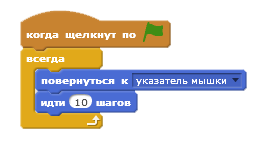 когда щелкнут по
всегда
повернуться к указатель мышки
идти 10 шагов